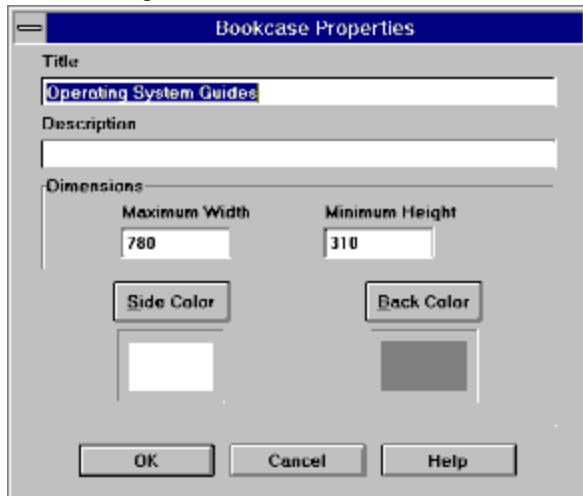 Bookcase Properties
Title
Operating System Guides
Description
Dimensions
Maximum Width Minimum Height
780 310
Side Color Back Color
OK Cancel Help